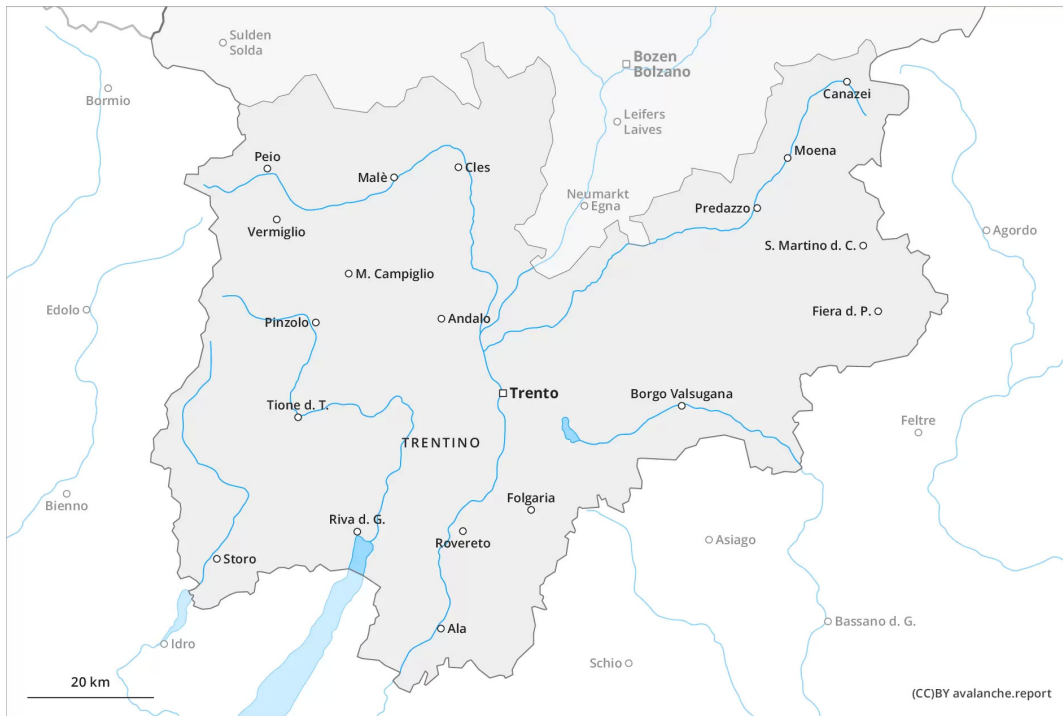 Sulden
Solda
Bozen
Bolzano
Bormio
Canazei
Leifers
Laives
Moena
Peio
Malè
Cles
Neumarkt
Egna
Predazzo
Vermiglio
Agordo
S. Martino d. C.
M. Campiglio
Edolo
Pinzolo
Andalo
Fiera d. P.
Trento
Borgo Valsugana
Tione d. T.
Feltre
TRENTINO
Bienno
Folgaria
Riva d. G.
Rovereto
Asiago
Storo
Ala
Bassano d. G.
Idro
Schio
20 km
(CC)BY avalanche.report